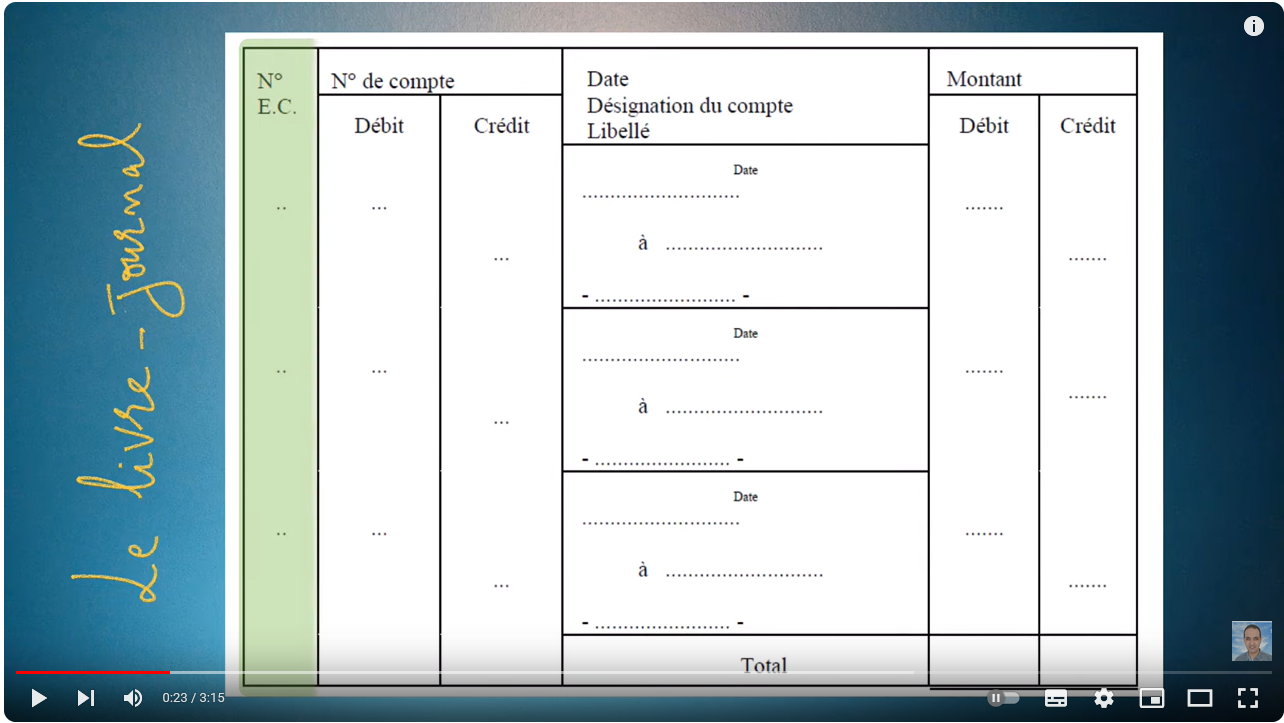 Le livre-Journal
N°
E.C.
N° de compte
Débit
Crédit
Date
Désignation du compte
Libellé
Montant
Débit
Crédit
..
...
...
Date
............................
à ............................
- ......................... -
.......
.......
..
...
...
Date
............................
à ............................
- ........................ -
.......
.......
..
...
...
Date
............................
à ............................
- ........................ -
.......
.......
Total
0:23 / 3:15